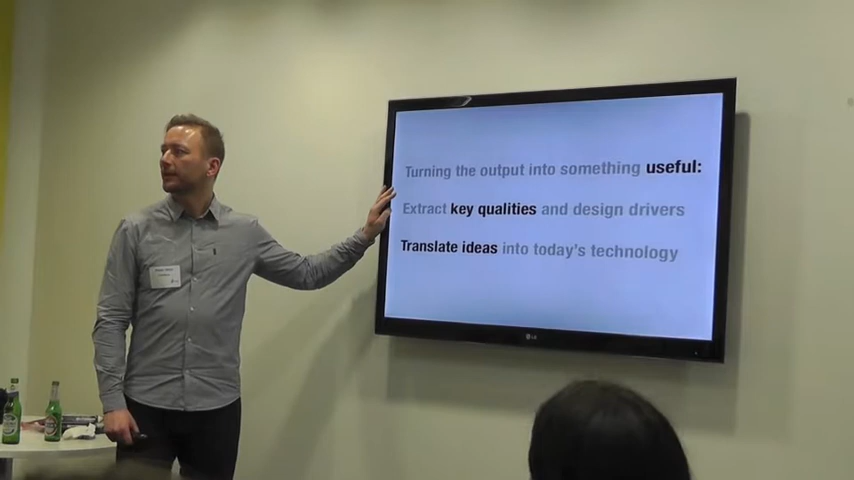 Turning the output into something useful:
Extract key qualities and design drivers
Translate ideas into today's technology
LG